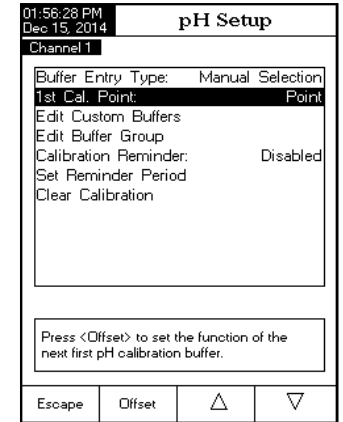 01:56:28 PM
Dec 15, 2014
pH Setup
Channel 1
Buffer Entry Type: Manual Selection
1st Cal. Point: Point
Edit Custom Buffers
Edit Buffer Group
Calibration Reminder: Disabled
Set Reminder Period
Clear Calibration
Press <Offset> to set the function of the
next first pH calibration buffer.
Escape Offset △ ▽